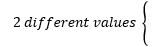 2 different values {